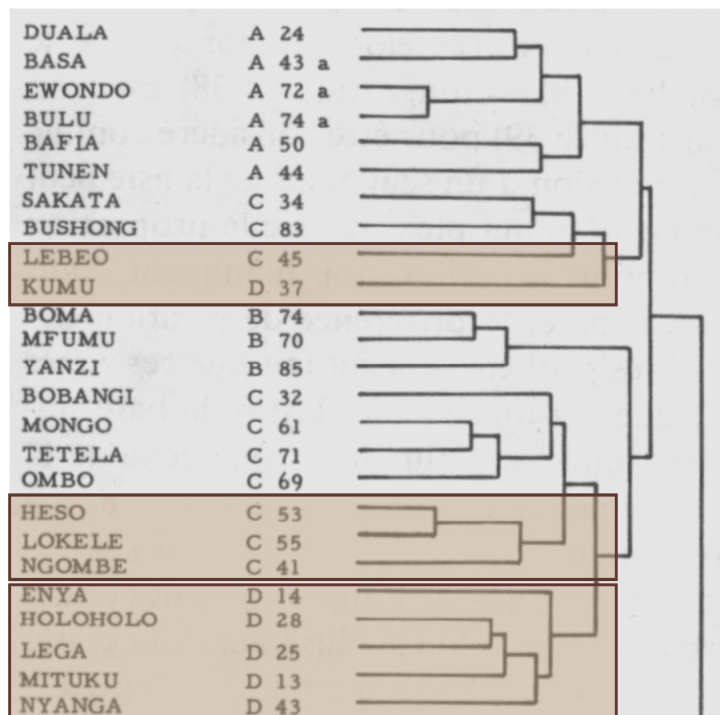 DUALA A 24
BASA A 43 a
EWONDO A 72 a
BULU A 74 a
BAFIA A 50
TUNEN A 44
SAKATA C 34
BUSHONG C 83
LEBEO C 45
KUMU D 37
BOMA B 74
MFUMU B 70
YANZI B 85
BOBANGI C 32
MONGO C 61
TETELA C 71
OMBO C 69
HESO C 53
LOKELE C 55
NGOMBE C 41
ENYA D 14
HOLOHOLO D 28
LEGA D 25
MITUKU D 13
NYANGA D 43